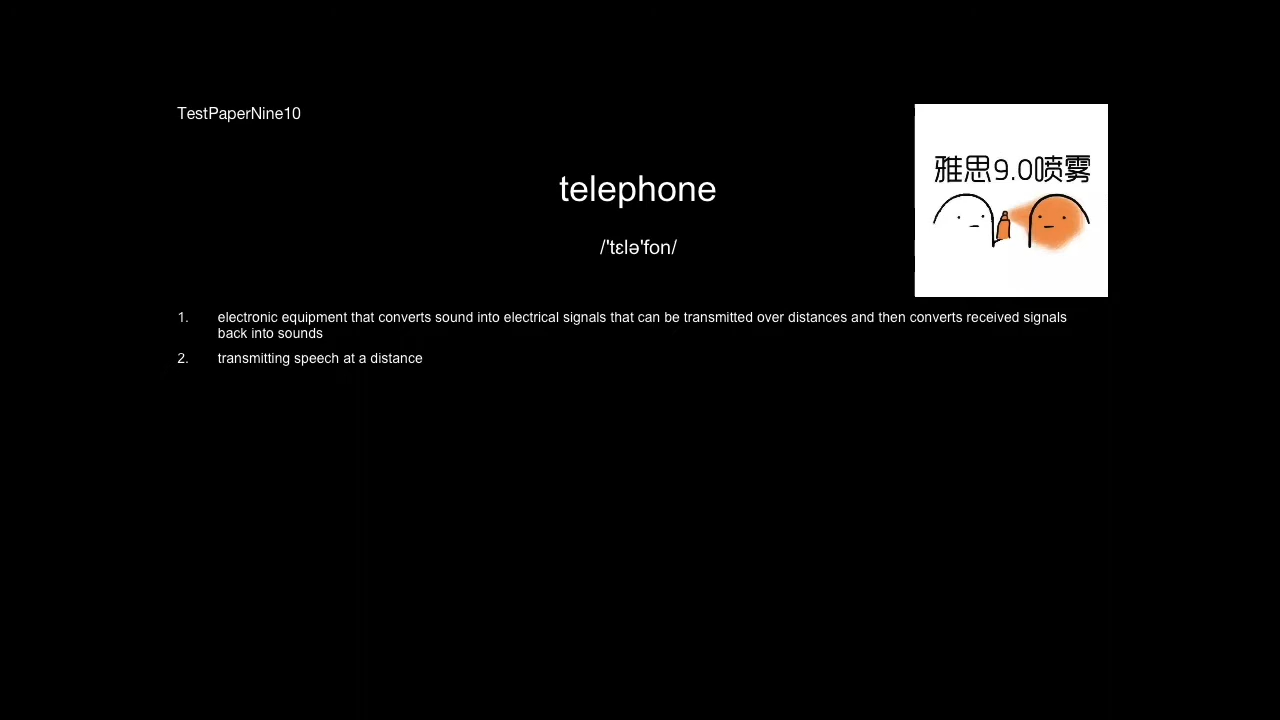 TestPaperNine10
雅思9.0喷雾
telephone
/'tɛlə'fon/
1. electronic equipment that converts sound into electrical signals that can be transmitted over distances and then converts received signals
back into sounds
2. transmitting speech at a distance